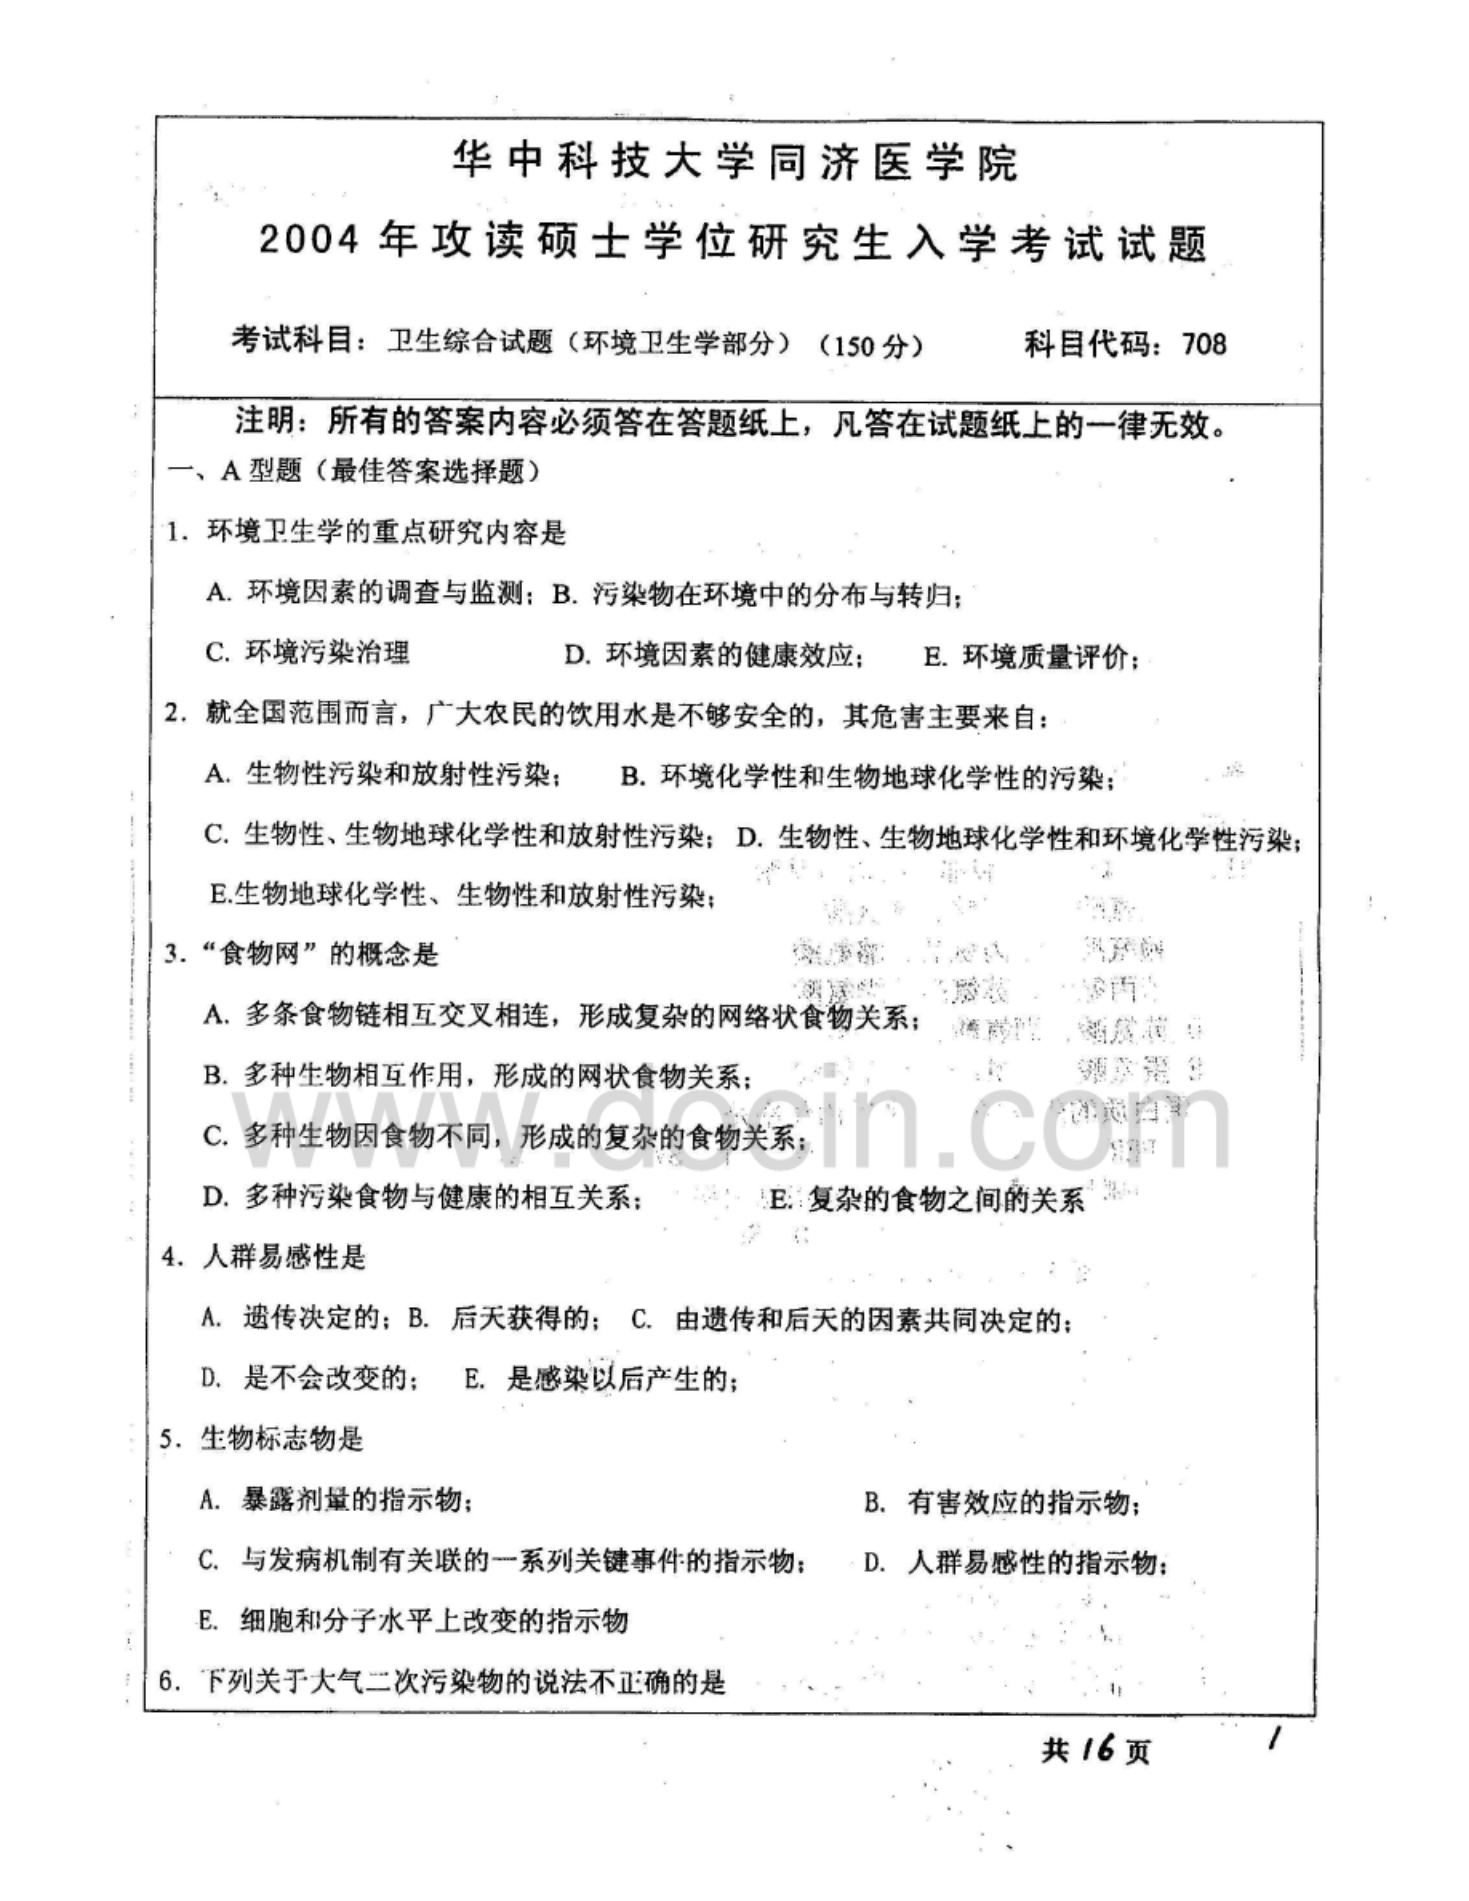 华中科技大学同济医学院
2004年攻读硕士学位研究生入学考试试题
考试科目：卫生综合试题（环境卫生学部分）（150分） 科目代码：708
注明：所有的答案内容必须答在答题纸上，凡答在试题纸上的一律无效。
一、A型题（最佳答案选择题）
1．环境卫生学的重点研究内容是
A. 环境因素的调查与监测；B. 污染物在环境中的分布与转归；
C. 环境污染治理 D. 环境因素的健康效应； E. 环境质量评价；
2．就全国范围而言，广大农民的饮用水是不够安全的，其危害主要来自：
A. 生物性污染和放射性污染； B. 环境化学性和生物地球化学性的污染；
C. 生物性、生物地球化学性和放射性污染； D. 生物性、生物地球化学性和环境化学性污染；
E.生物地球化学性、生物性和放射性污染；
3．“食物网”的概念是
A. 多条食物链相互交叉相连，形成复杂的网络状食物关系；
B. 多种生物相互作用，形成的网状食物关系；
C. 多种生物因食物不同，形成的复杂的食物关系；
D. 多种污染食物与健康的相互关系； E. 复杂的食物之间的关系
4．人群易感性是
A. 遗传决定的；B. 后天获得的； C. 由遗传和后天的因素共同决定的；
D. 是不会改变的； E. 是感染以后产生的；
5．生物标志物是
A. 暴露剂量的指示物； B. 有害效应的指示物；
C. 与发病机制有关联的一系列关键事件的指示物； D. 人群易感性的指示物；
E. 细胞和分子水平上改变的指示物
6．下列关于大气二次污染物的说法不正确的是
共16页 1
www.docin.com